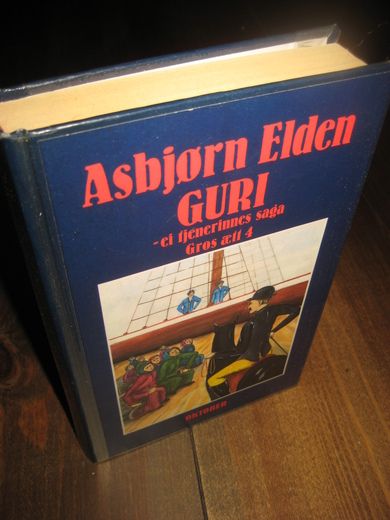 Asbjørn Elden
GURI
-ei tjenerinnes saga
Gros ætt 4
OKTOBER